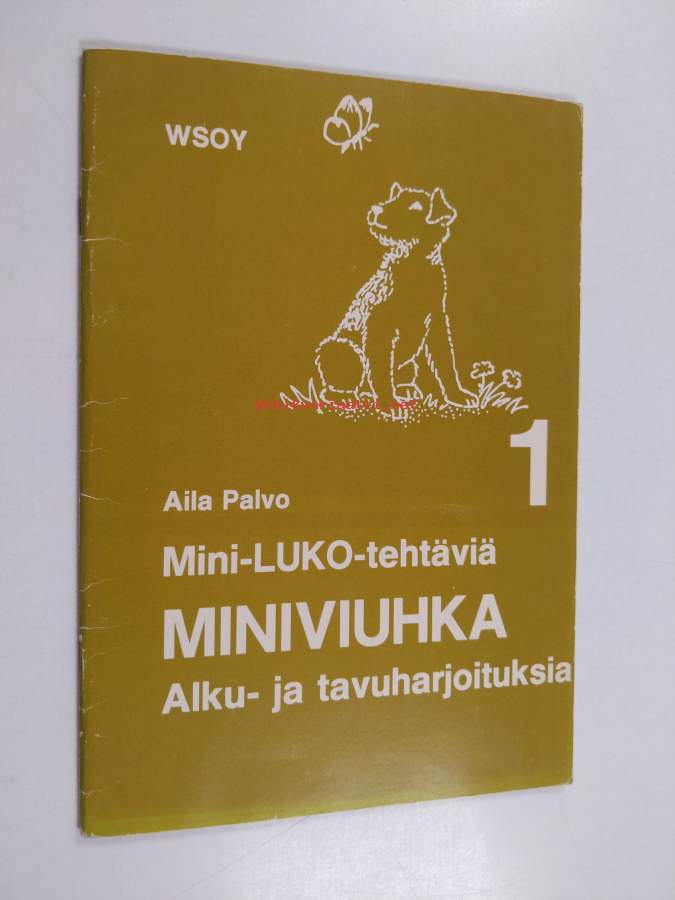 WSOY
1
Aila Palvo
Mini-LUKO-tehtäviä
MINIVIUHKA
Alku- ja tavuharjoituksia